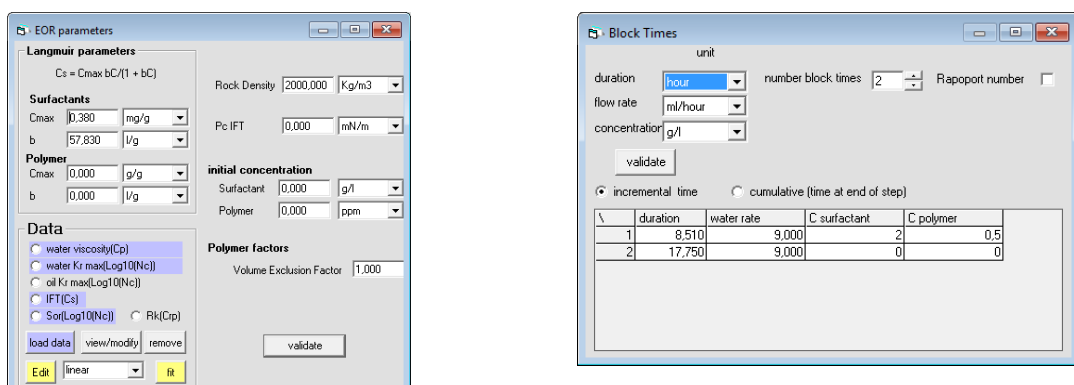 EOR parameters
Langmuir parameters
Cs = Cmax bC/(1 + bC)
Surfactants
Cmax 0,380 mg/g
b 57,830 l/g
Polymer
Cmax 0,000 g/g
b 0,000 l/g
Data
water viscosity(Cp)
water Kr max(Log10(Nc))
oil Kr max(Log10(Nc))
IFT(Cs)
Sor(Log10(Nc)) Rk(Crp)
load data view/modify remove
Edit linear fit
Rock Density 2000,000 Kg/m3
Pc IFT 0,000 mN/m
initial concentration
Surfactant 0,000 g/l
Polymer 0,000 ppm
Polymer factors
Volume Exclusion Factor 1,000
validate
Block Times
unit
duration hour number block times 2 Rapoport number
flow rate ml/hour
concentration g/l
validate
incremental time cumulative (time at end of step)
\ duration water rate C surfactant C polymer
1 8,510 9,000 2 0,5
2 17,750 9,000 0 0